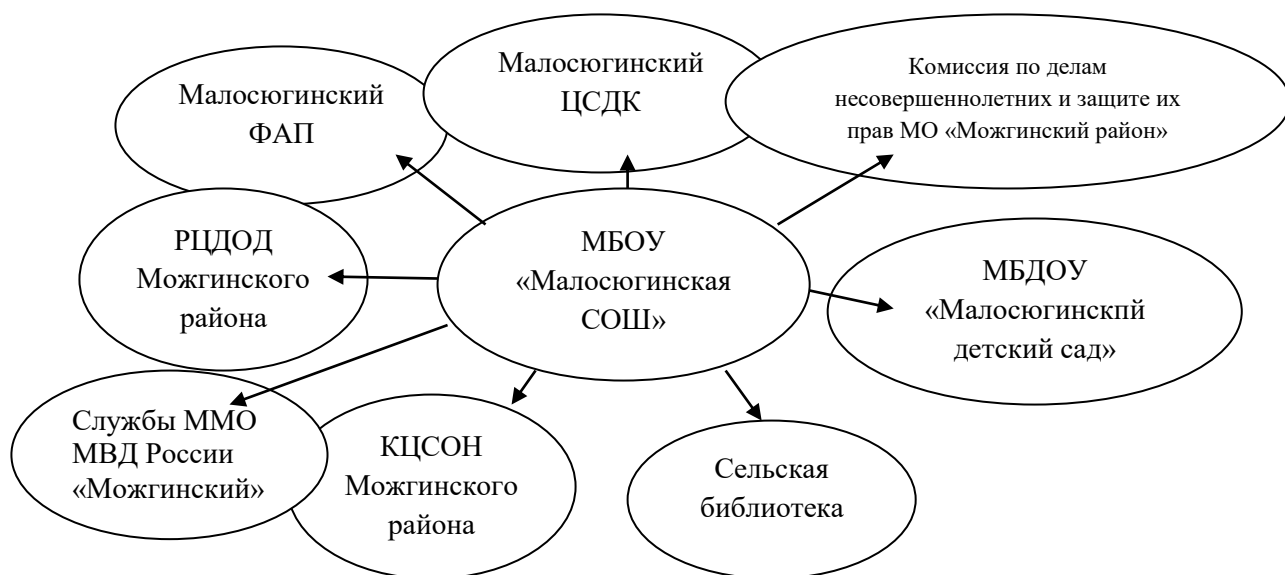 Малосюгинский
ФАП
Малосюгинский
ЦСДК
Комиссия по делам
несовершеннолетних и защите их
прав МО «Можгинский район»
РЦДОД
Можгинского
района
МБОУ
«Малосюгинская
СОШ»
МБДОУ
«Малосюгинскпй
детский сад»
Службы ММО
МВД России
«Можгинский»
КЦСОН
Можгинского
района
Сельская
библиотека